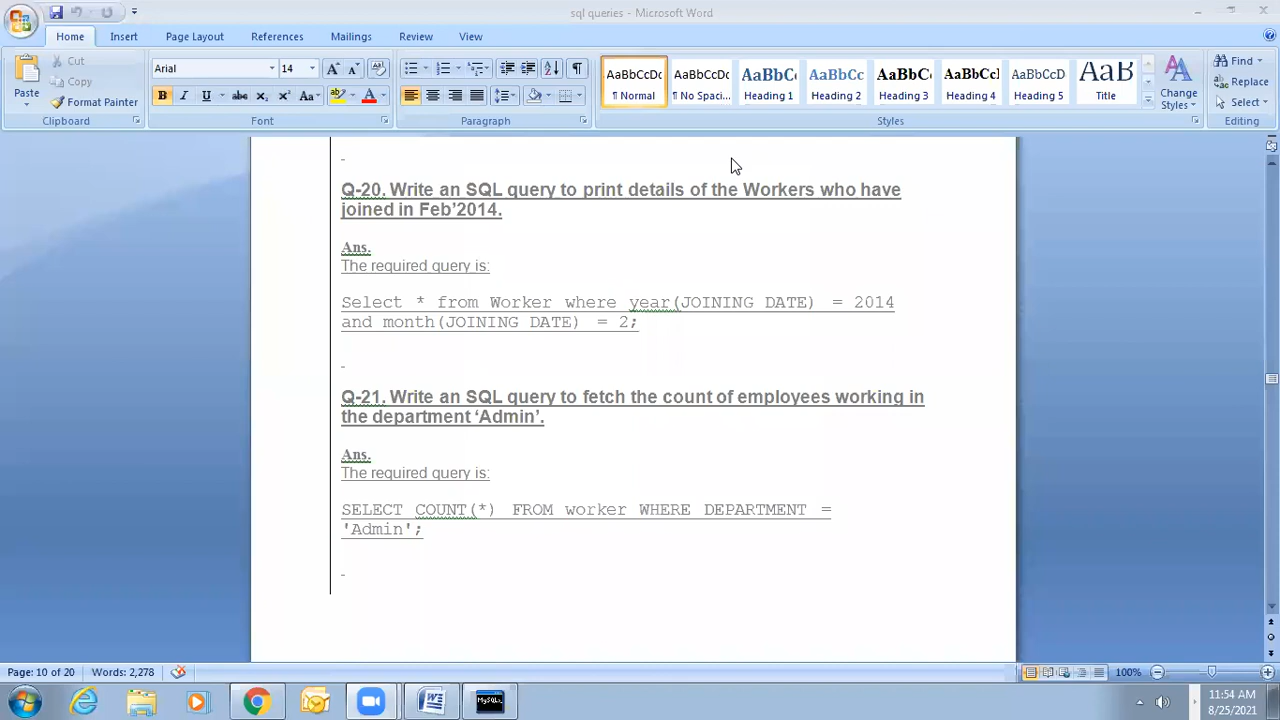 sql queries - Microsoft Word
Home Insert Page Layout References Mailings Review View
Paste
Cut
Copy
Format Painter
Clipboard
Arial 14
Font
Paragraph
AaBbCcDc AaBbCcDc AaBbC AaBbCc AaBbCc AaBbCcI AaBbCcD AaB
¶ Normal ¶ No Spaci... Heading 1 Heading 2 Heading 3 Heading 4 Heading 5 Title
Change Styles
Styles
Find
Replace
Select
Editing
Q-20. Write an SQL query to print details of the Workers who have
joined in Feb’2014.
Ans.
The required query is:
Select * from Worker where year(JOINING DATE) = 2014
and month(JOINING DATE) = 2;
Q-21. Write an SQL query to fetch the count of employees working in
the department ‘Admin’.
Ans.
The required query is:
SELECT COUNT(*) FROM worker WHERE DEPARTMENT =
'Admin';
Page: 10 of 20 Words: 2,278 100%
11:54 AM
8/25/2021